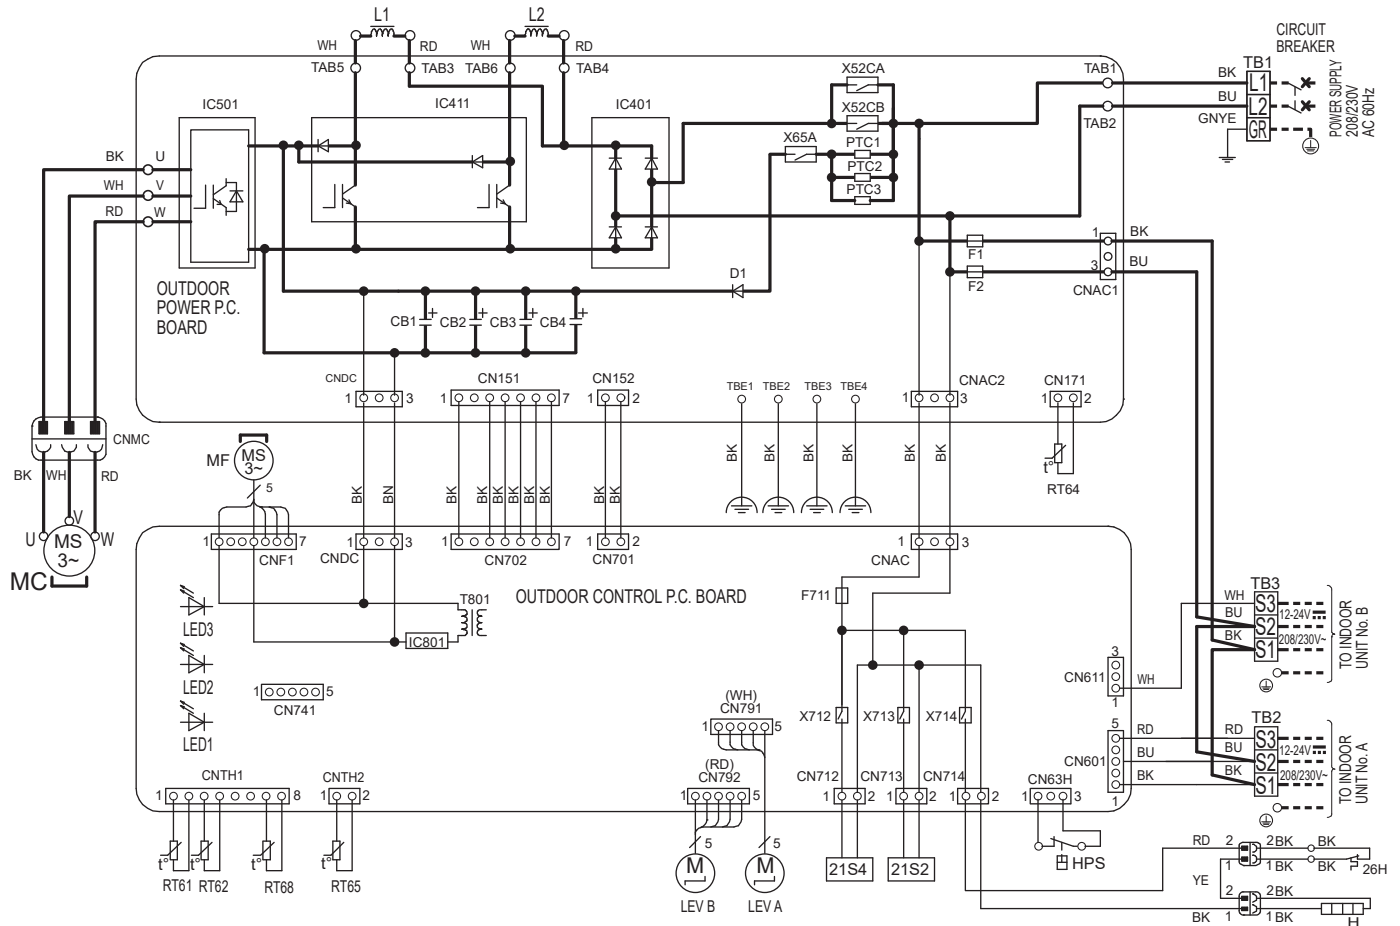 L1
L2
CIRCUIT
BREAKER
WH
RD
WH
RD
TAB5
TAB3
TAB6
TAB4
TB1
BK
L1
BU
L2
GNYE
GR
POWER SUPPLY
208/230V
AC 60Hz
TAB1
TAB2
X52CA
X52CB
X65A
PTC1
PTC2
PTC3
IC501
IC411
IC401
BK
U
WH
V
RD
W
OUTDOOR
POWER P.C.
BOARD
D1
CB1
+
CB2
+
CB3
+
CB4
+
1
BK
F1
3
BU
F2
CNAC1
CNDC
1
3
CN151
1
7
CN152
1
2
TBE1
TBE2
TBE3
TBE4
CNAC2
1
3
CN171
1
2
t°
RT64
CNMC
BK
WH
RD
U
V
W
MS
3~
MC
MF
MS
3~
5
BK
BN
BK
BK
BK
BK
BK
BK
BK
BK
BK
BK
BK
BK
BK
BK
1
7
CNF1
1
3
CNDC
1
7
CN702
1
2
CN701
1
3
CNAC
OUTDOOR CONTROL P.C. BOARD
T801
IC801
LED3
LED2
LED1
1
5
CN741
F711
X712
X713
X714
3
CN611
1
WH
5
CN601
1
RD
BU
BK
WH
BU
BK
TB3
S3
S2
S1
12-24V
208/230V~
TO INDOOR
UNIT No. B
RD
BU
BK
TB2
S3
S2
S1
12-24V
208/230V~
TO INDOOR
UNIT No. A
(WH)
CN791
1
5
(RD)
CN792
1
5
5
5
M
LEV B
M
LEV A
CNTH1
1
8
CNTH2
1
2
t°
RT61
t°
RT62
t°
RT68
t°
RT65
CN712
1
2
CN713
1
2
CN714
1
2
21S4
21S2
CN63H
1
3
HPS
RD
2
2BK
BK
1
1BK
BK
26H
YE
2
2BK
BK
1
1BK
H